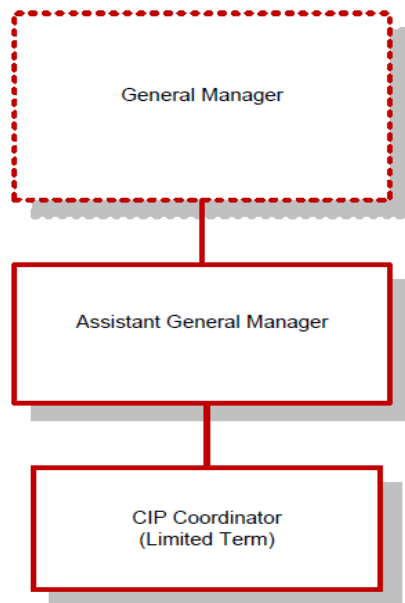 General Manager
Assistant General Manager
CIP Coordinator
(Limited Term)